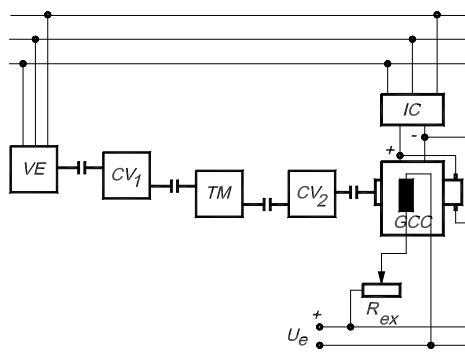 IC
+ -
VE CV1 TM CV2 GCC
Rex
+
Ue